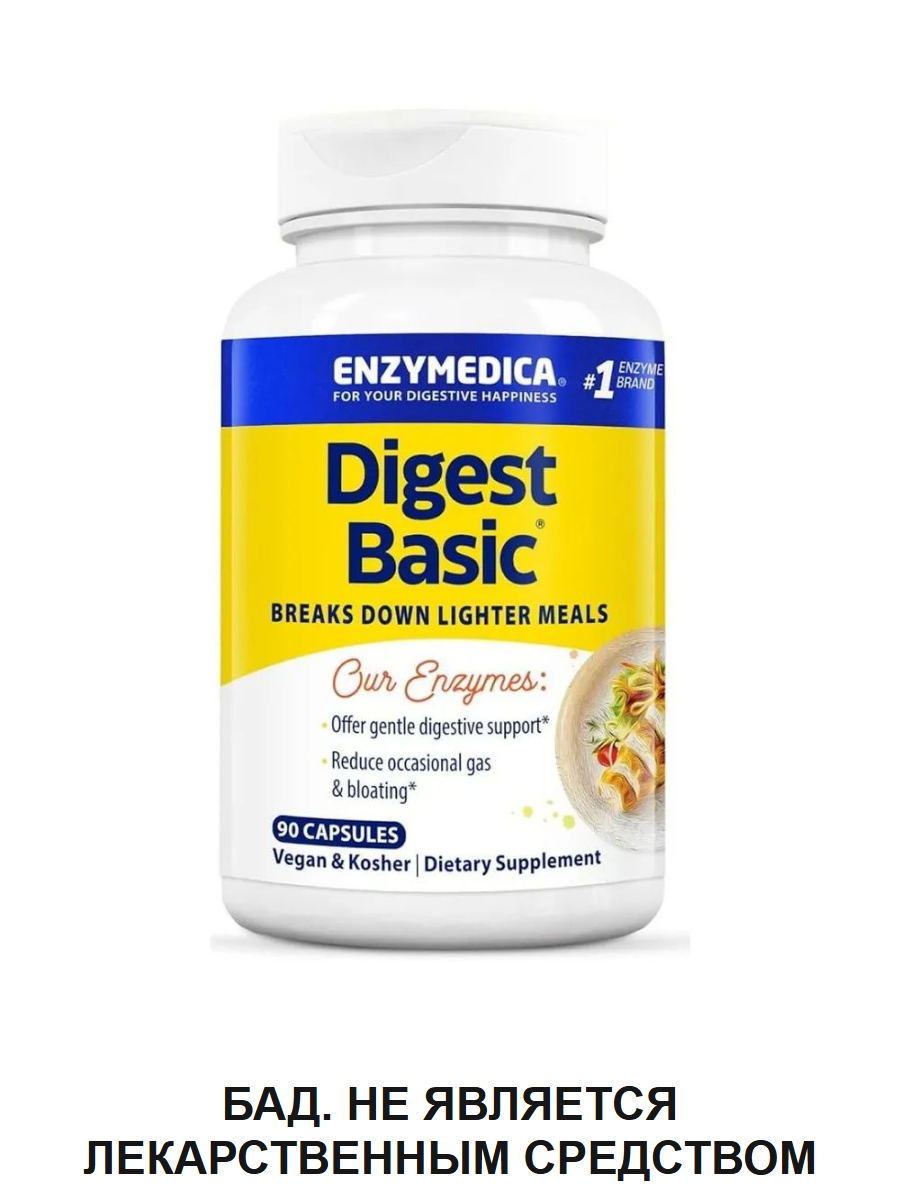 ENZYMEDICA®
FOR YOUR DIGESTIVE HAPPINESS
#1 ENZYME
BRAND
Digest
Basic®
BREAKS DOWN LIGHTER MEALS
Our Enzymes:
• Offer gentle digestive support*
• Reduce occasional gas
& bloating*
90 CAPSULES
Vegan & Kosher | Dietary Supplement
БАД. НЕ ЯВЛЯЕТСЯ
ЛЕКАРСТВЕННЫМ СРЕДСТВОМ